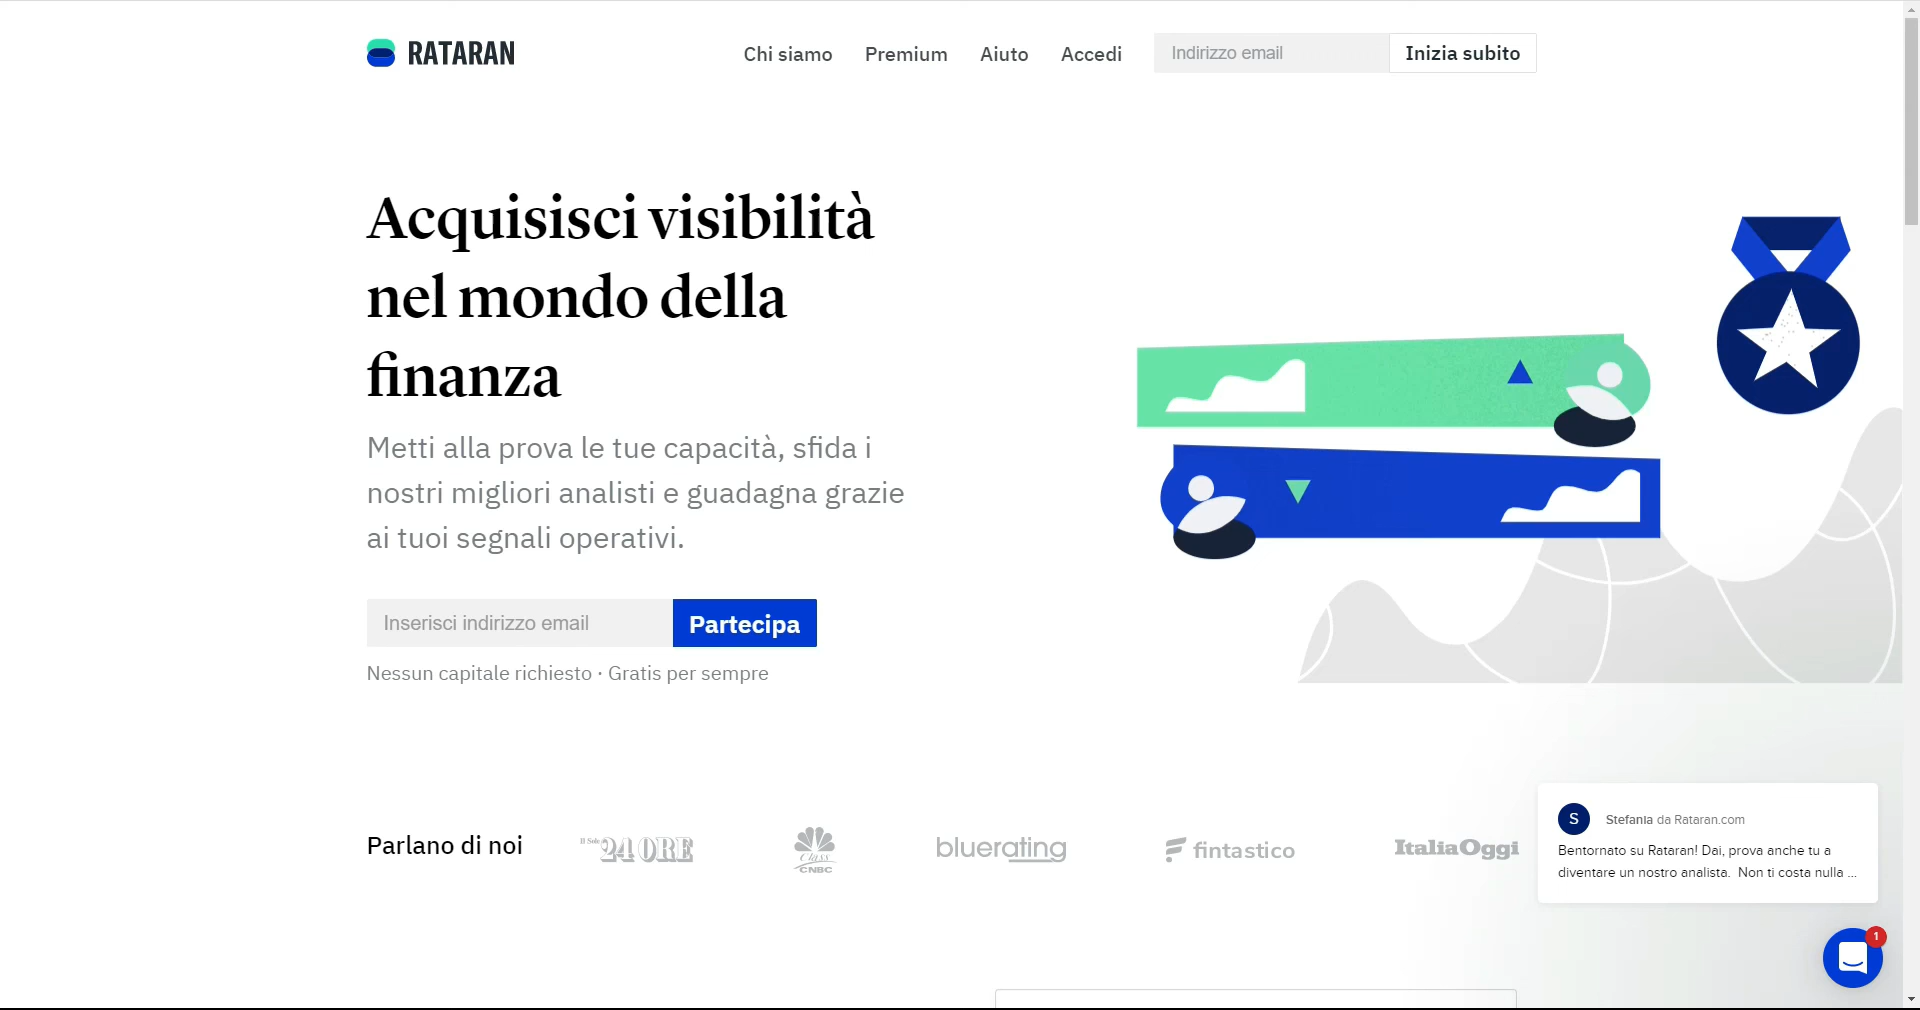 RATARAN
Chi siamo
Premium
Aiuto
Accedi
Indirizzo email
Inizia subito
Acquisisci visibilità
nel mondo della
finanza
Metti alla prova le tue capacità, sfida i
nostri migliori analisti e guadagna grazie
ai tuoi segnali operativi.
Inserisci indirizzo email
Partecipa
Nessun capitale richiesto · Gratis per sempre
Parlano di noi
Il Sole 24 ORE
Class
CNBC
bluerating
fintastico
ItaliaOggi
S
Stefania da Rataran.com
Bentornato su Rataran! Dai, prova anche tu a
diventare un nostro analista. Non ti costa nulla ...
1